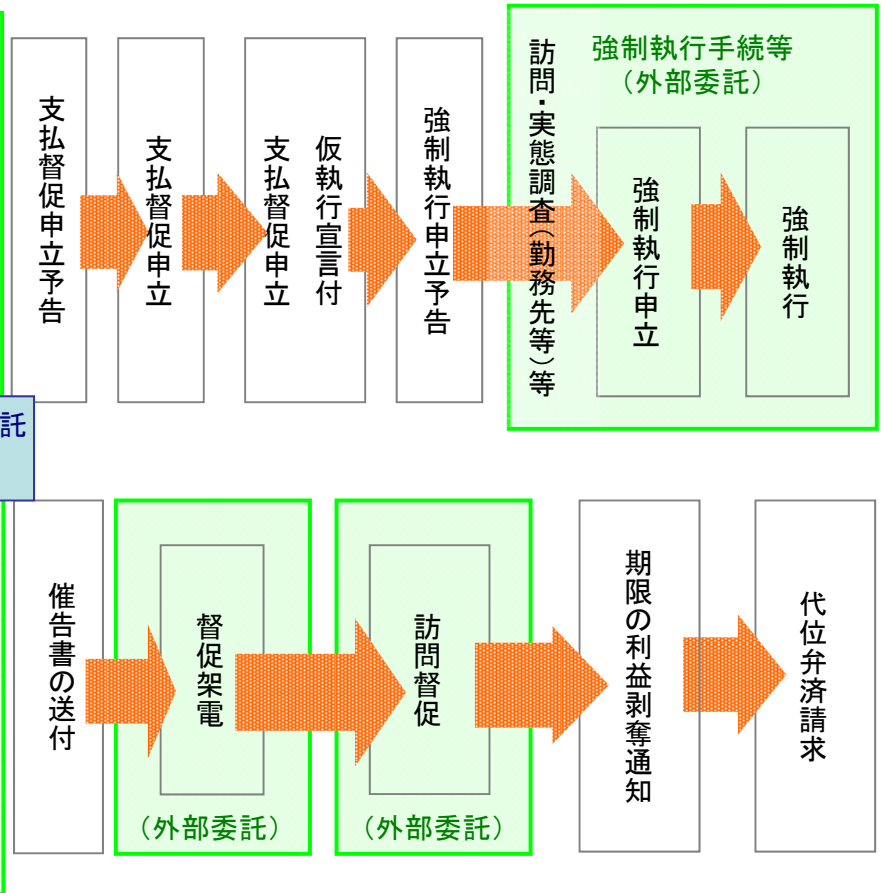 支払督促申立予告
支払督促申立
仮執行宣言付
支払督促申立
強制執行申立予告
訪問・実態調査(勤務先等)等
強制執行手続等
(外部委託)
強制執行申立
強制執行
託
催告書の送付
督促架電
(外部委託)
訪問督促
(外部委託)
期限の利益剥奪通知
代位弁済請求